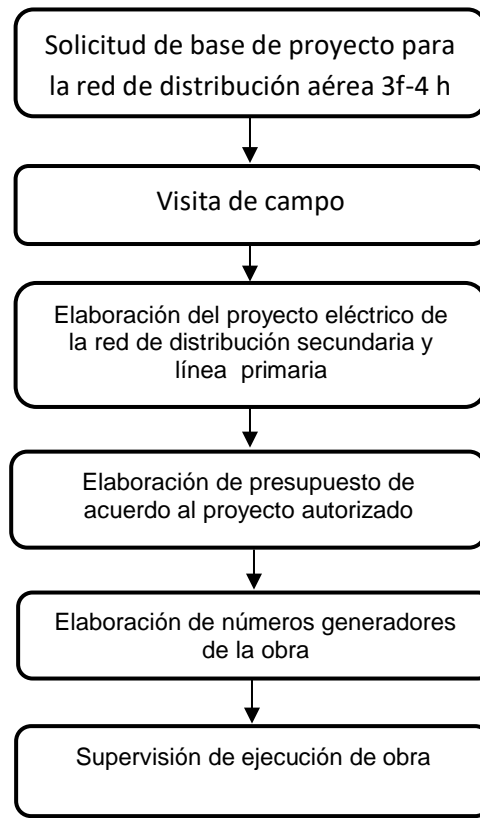 Solicitud de base de proyecto para
la red de distribución aérea 3f-4 h
Visita de campo
Elaboración del proyecto eléctrico de
la red de distribución secundaria y
línea primaria
Elaboración de presupuesto de
acuerdo al proyecto autorizado
Elaboración de números generadores
de la obra
Supervisión de ejecución de obra